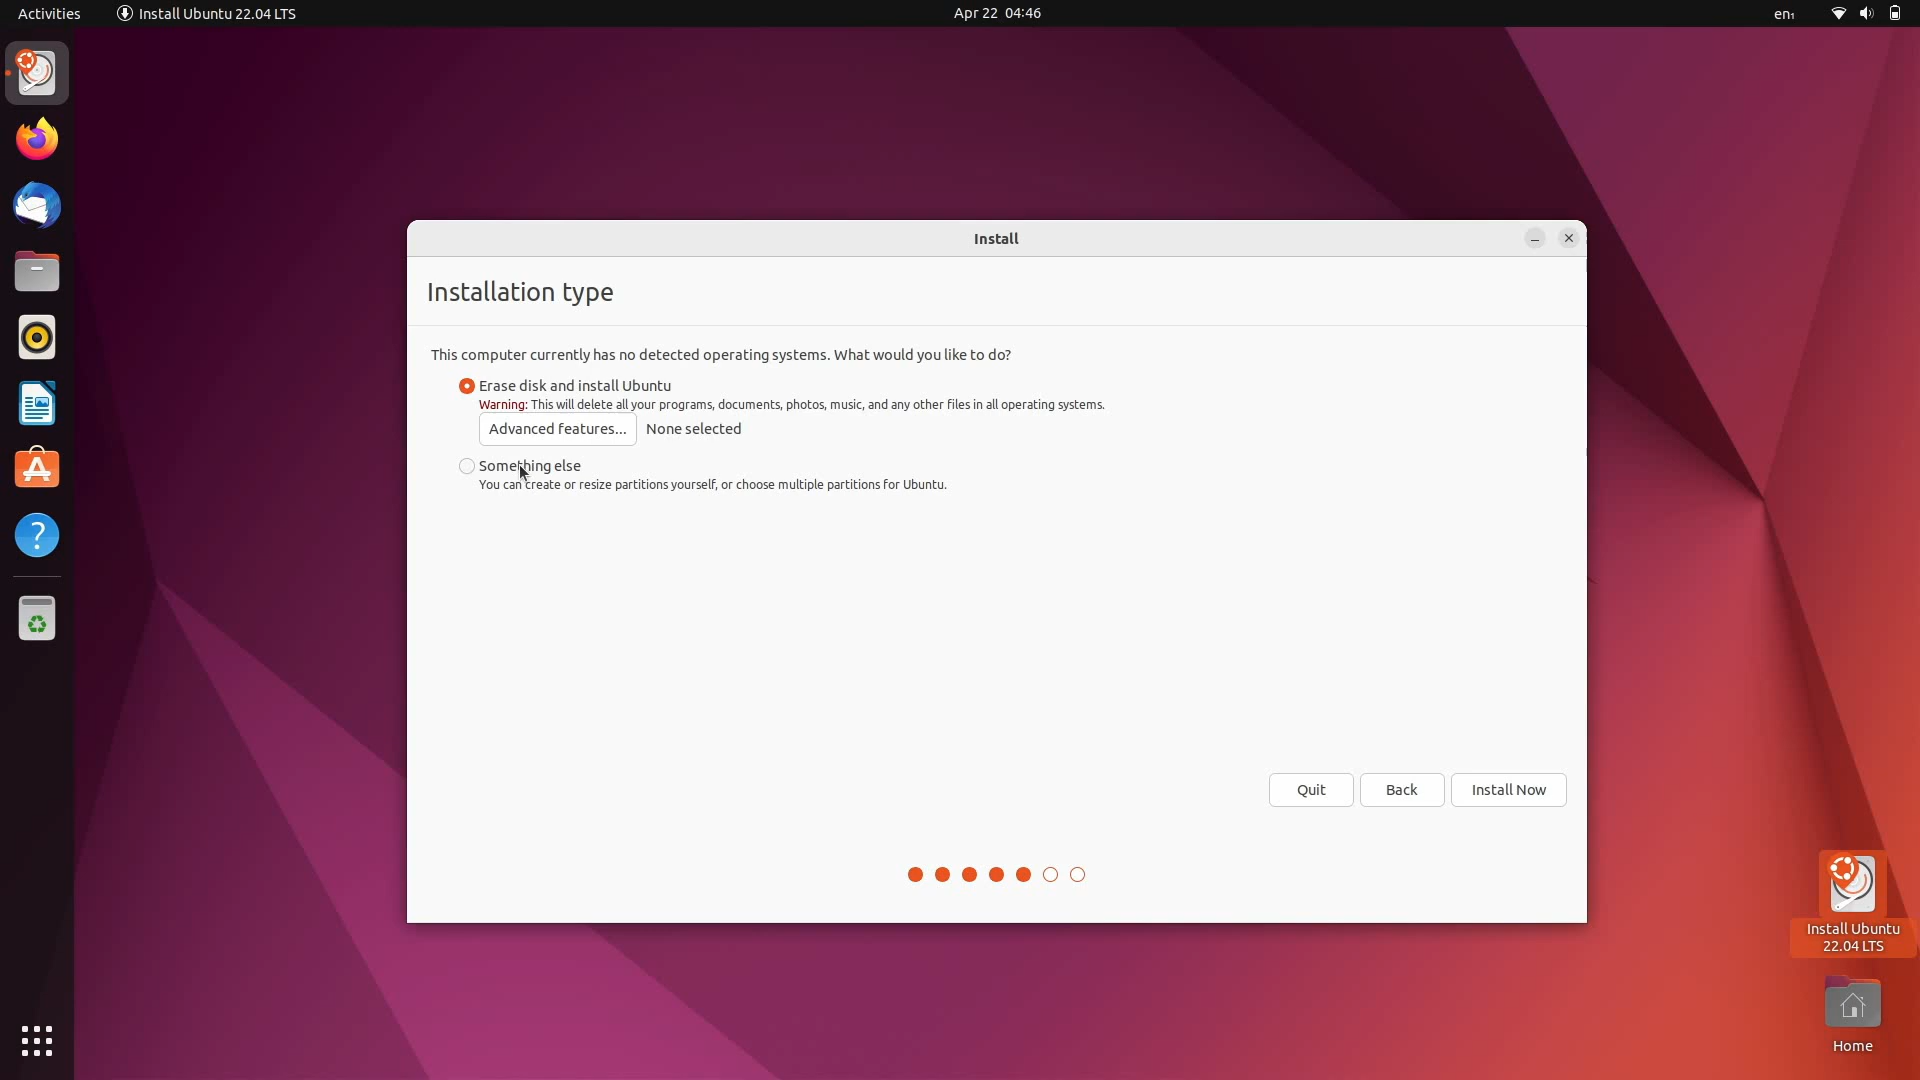 Activities
Install Ubuntu 22.04 LTS
Apr 22 04:46
en₁
Install
Installation type
This computer currently has no detected operating systems. What would you like to do?
Erase disk and install Ubuntu
Warning: This will delete all your programs, documents, photos, music, and any other files in all operating systems.
Advanced features... None selected
Something else
You can create or resize partitions yourself, or choose multiple partitions for Ubuntu.
Quit
Back
Install Now
Install Ubuntu
22.04 LTS
Home